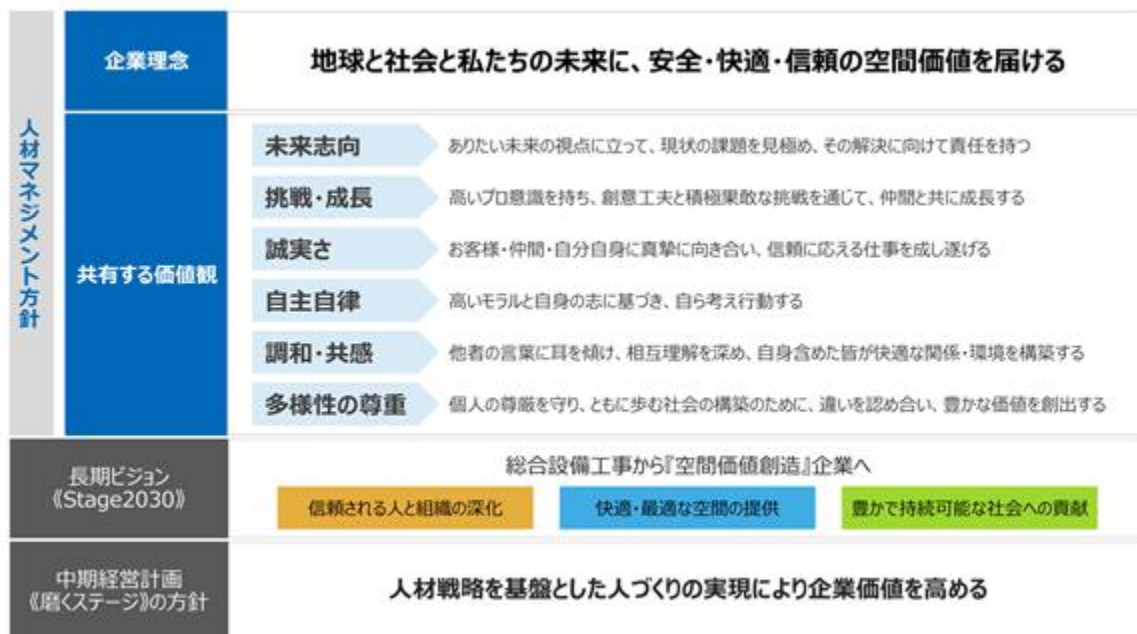 人材マネジメント方針
企業理念
地球と社会と私たちの未来に、安全・快適・信頼の空間価値を届ける
共有する価値観
未来志向
ありたい未来の視点に立って、現状の課題を見極め、その解決に向けて責任を持つ
挑戦・成長
高いプロ意識を持ち、創意工夫と積極果敢な挑戦を通じて、仲間と共に成長する
誠実さ
お客様・仲間・自分自身に真摯に向き合い、信頼に応える仕事を成し遂げる
自主自律
高いモラルと自身の志に基づき、自ら考え行動する
調和・共感
他者の言葉に耳を傾け、相互理解を深め、自身含めた皆が快適な関係・環境を構築する
多様性の尊重
個人の尊厳を守り、ともに歩む社会の構築のために、違いを認め合い、豊かな価値を創出する
長期ビジョン
《Stage2030》
総合設備工事から『空間価値創造』企業へ
信頼される人と組織の深化
快適・最適な空間の提供
豊かで持続可能な社会への貢献
中期経営計画
《磨くステージ》の方針
人材戦略を基盤とした人づくりの実現により企業価値を高める